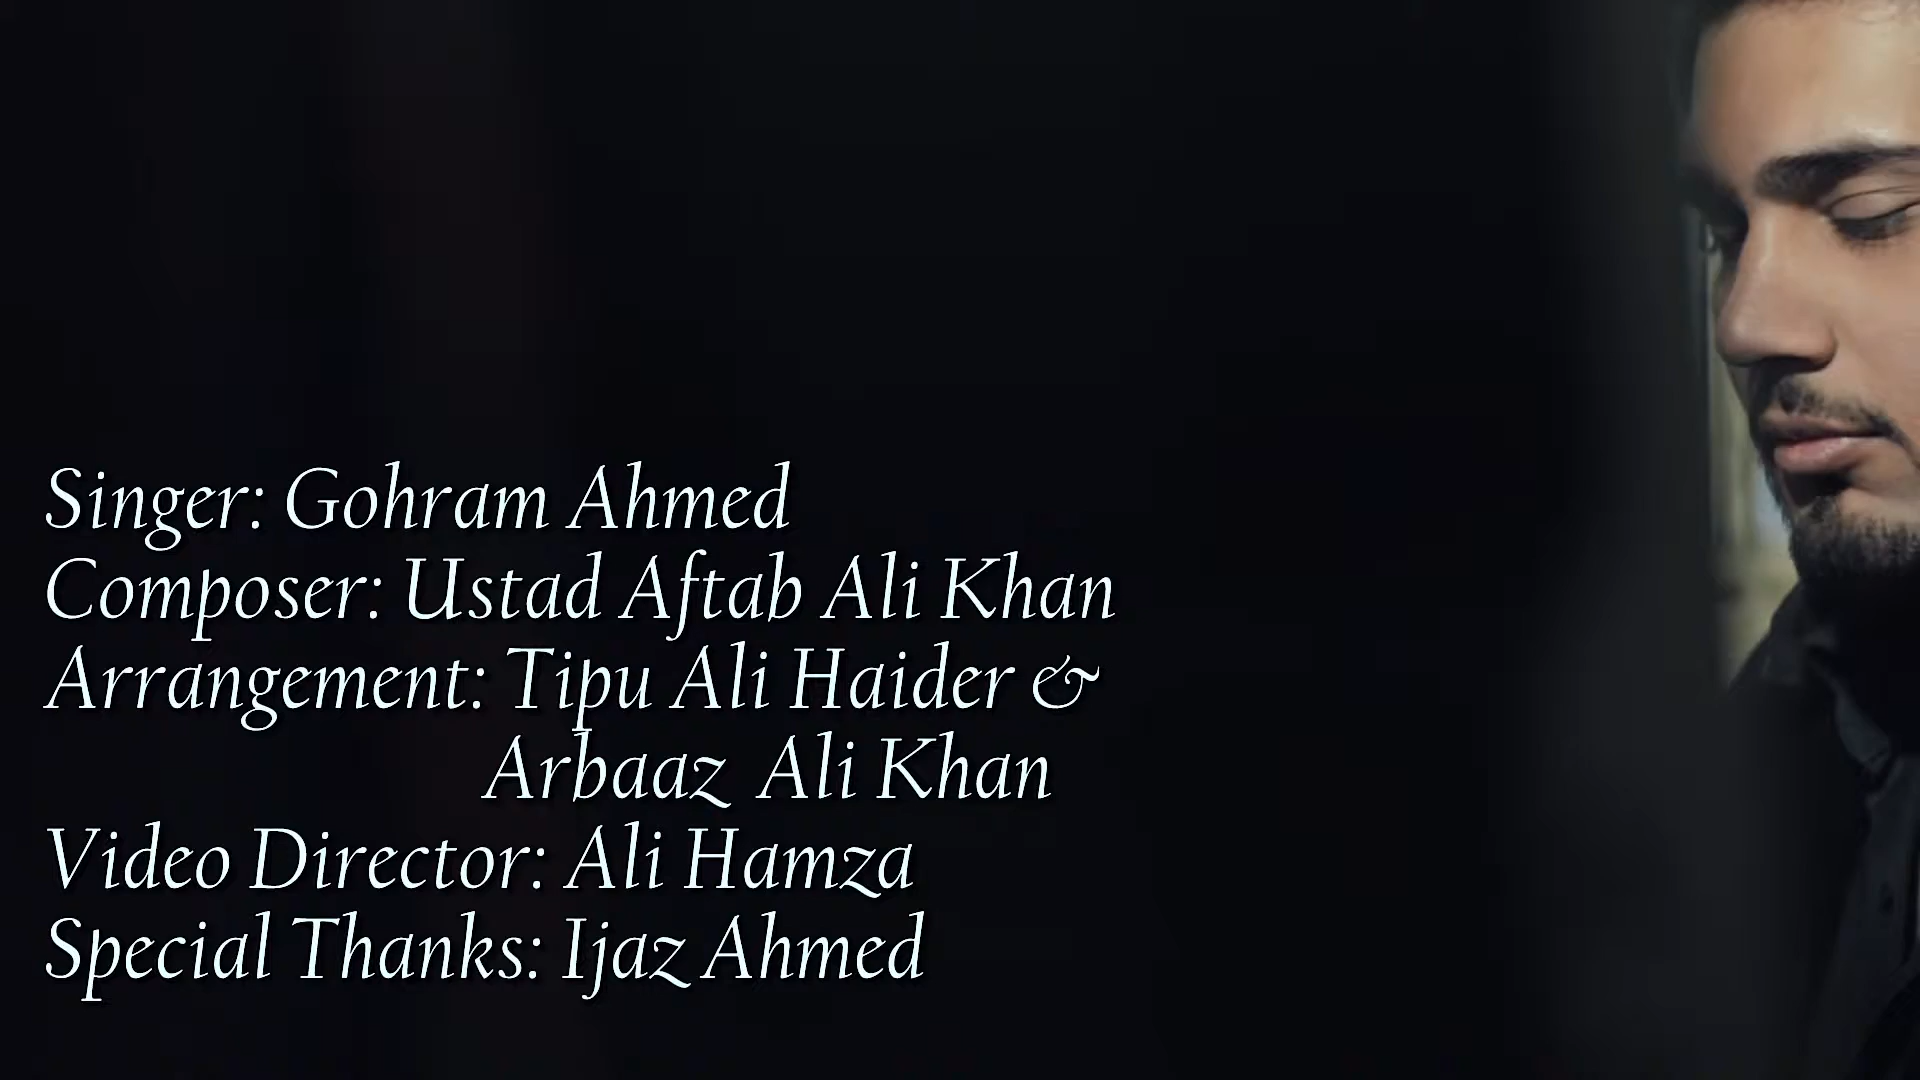 Singer: Gohram Ahmed
Composer: Ustad Aftab Ali Khan
Arrangement: Tipu Ali Haider &
Arbaaz Ali Khan
Video Director: Ali Hamza
Special Thanks: Ijaz Ahmed